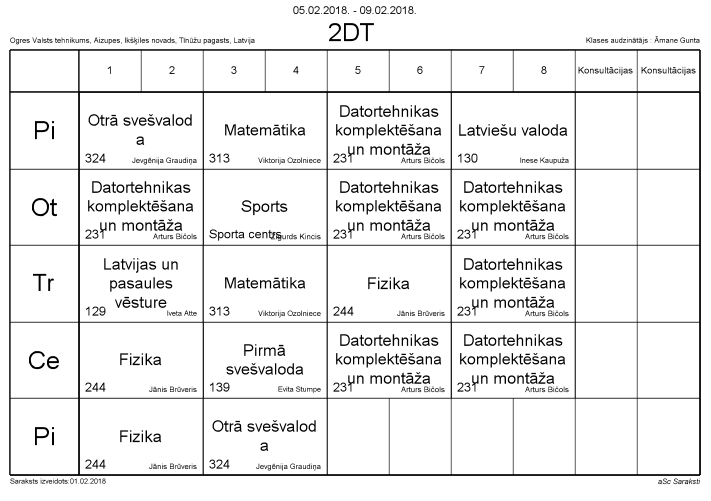 05.02.2018. - 09.02.2018.
2DT
Ogres Valsts tehnikums, Aizupes, Ikšķiles novads, Tīnūžu pagasts, Latvija
Klases audzinātājs : Āmane Gunta
1 2 3 4 5 6 7 8 Konsultācijas Konsultācijas
Pi
Otrā svešvalod
a
324 Jevgēnija Graudiņa
Matemātika
313 Viktorija Ozolniece
Datortehnikas
komplektēšana
un montāža
231 Arturs Bičols
Latviešu valoda
130 Inese Kaupuža
Ot
Datortehnikas
komplektēšana
un montāža
231 Arturs Bičols
Sports
Sporta centrs Zigurds Kincis
Datortehnikas
komplektēšana
un montāža
231 Arturs Bičols
Datortehnikas
komplektēšana
un montāža
231 Arturs Bičols
Tr
Latvijas un
pasaules
vēsture
129 Iveta Atte
Matemātika
313 Viktorija Ozolniece
Fizika
244 Jānis Brūveris
Datortehnikas
komplektēšana
un montāža
231 Arturs Bičols
Ce
Fizika
244 Jānis Brūveris
Pirmā
svešvaloda
139 Evita Stumpe
Datortehnikas
komplektēšana
un montāža
231 Arturs Bičols
Datortehnikas
komplektēšana
un montāža
231 Arturs Bičols
Pi
Fizika
244 Jānis Brūveris
Otrā svešvalod
a
324 Jevgēnija Graudiņa
Saraksts izveidots:01.02.2018
aSc Saraksti